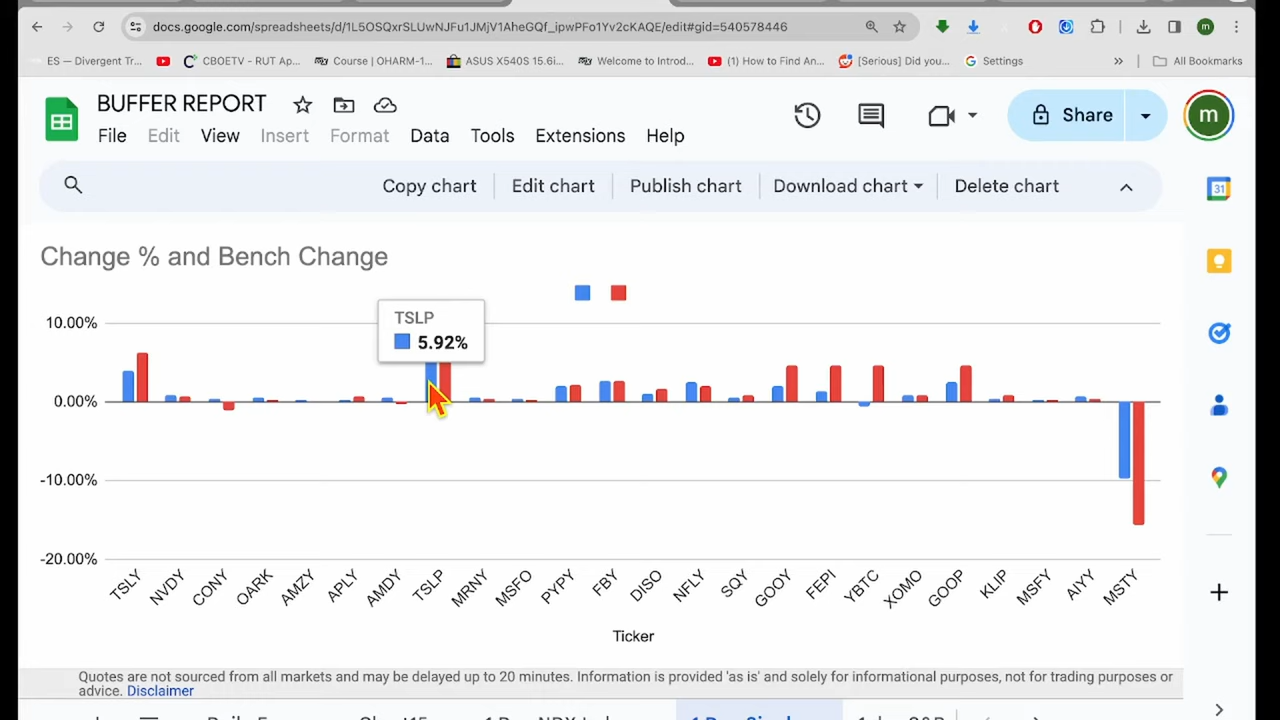 docs.google.com/spreadsheets/d/1L5OSQxrSLUwNJFu1JMjV1AheGQf_ipwPFo1Yv2cKAQE/edit#gid=540578446
ES — Divergent Tr...
CBOETV – RUT Ap...
Course | OHARM-1...
ASUS X540S 15.6i...
Welcome to Introd...
(1) How to Find An...
[Serious] Did you...
Settings
»
All Bookmarks
BUFFER REPORT
m
File Edit View Insert Format Data Tools Extensions Help
Share
m
Copy chart Edit chart Publish chart Download chart Delete chart
31
Change % and Bench Change
TSLP
5.92%
10.00%
0.00%
-10.00%
-20.00%
TSLY NVDY CONY OARK AMZY APLY AMDY TSLP MRNY MSFO PYPY FBY DISO NFLY SQY GOOY FEPI YBTC XOMO GOOP KLIP MSFY AIYY MSTY
Ticker
Quotes are not sourced from all markets and may be delayed up to 20 minutes. Information is provided 'as is' and solely for informational purposes, not for trading purposes or
advice. Disclaimer